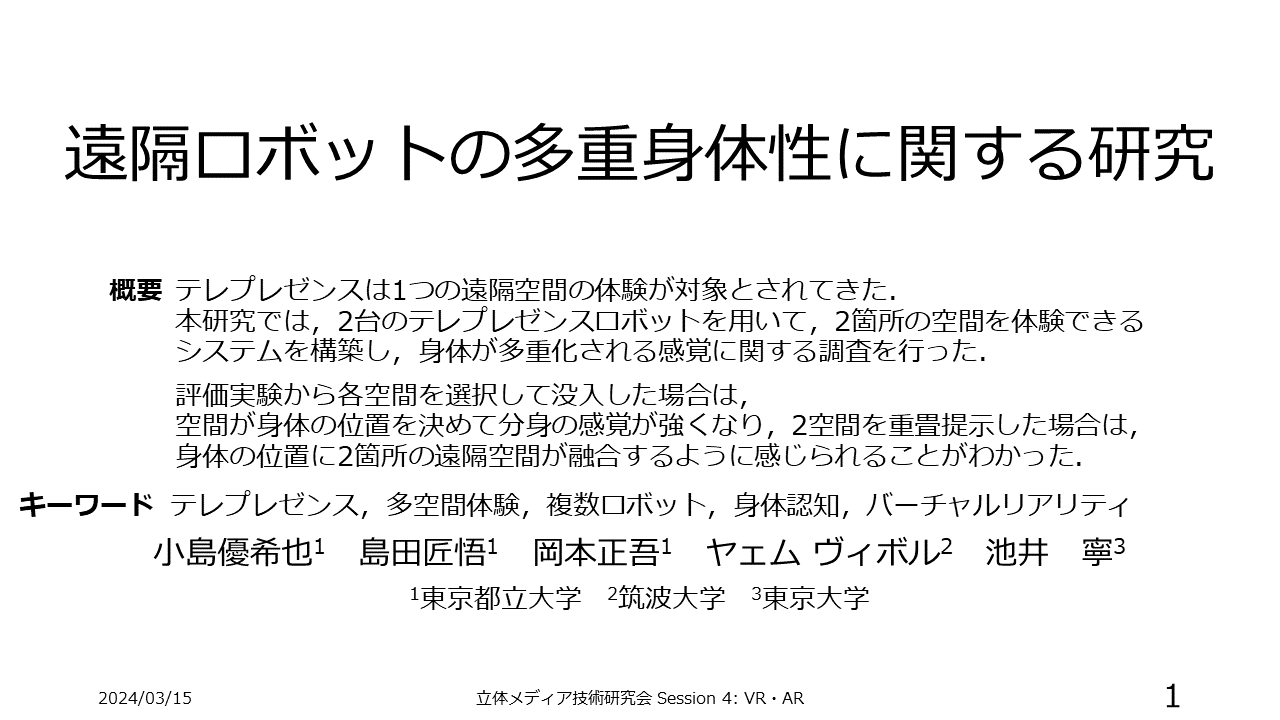 遠隔ロボットの多重身体性に関する研究
概要 テレプレゼンスは1つの遠隔空間の体験が対象とされてきた.
本研究では，2台のテレプレゼンスロボットを用いて，2箇所の空間を体験できる
システムを構築し，身体が多重化される感覚に関する調査を行った.
評価実験から各空間を選択して没入した場合は，
空間が身体の位置を決めて分身の感覚が強くなり，2空間を重畳提示した場合は，
身体の位置に2箇所の遠隔空間が融合するように感じられることがわかった.
キーワード テレプレゼンス，多空間体験，複数ロボット，身体認知，バーチャルリアリティ
小島優希也¹　島田匠悟¹　岡本正吾¹　ヤェム ヴィボル²　池井　寧³
¹東京都立大学　²筑波大学　³東京大学
2024/03/15 立体メディア技術研究会 Session 4: VR・AR 1